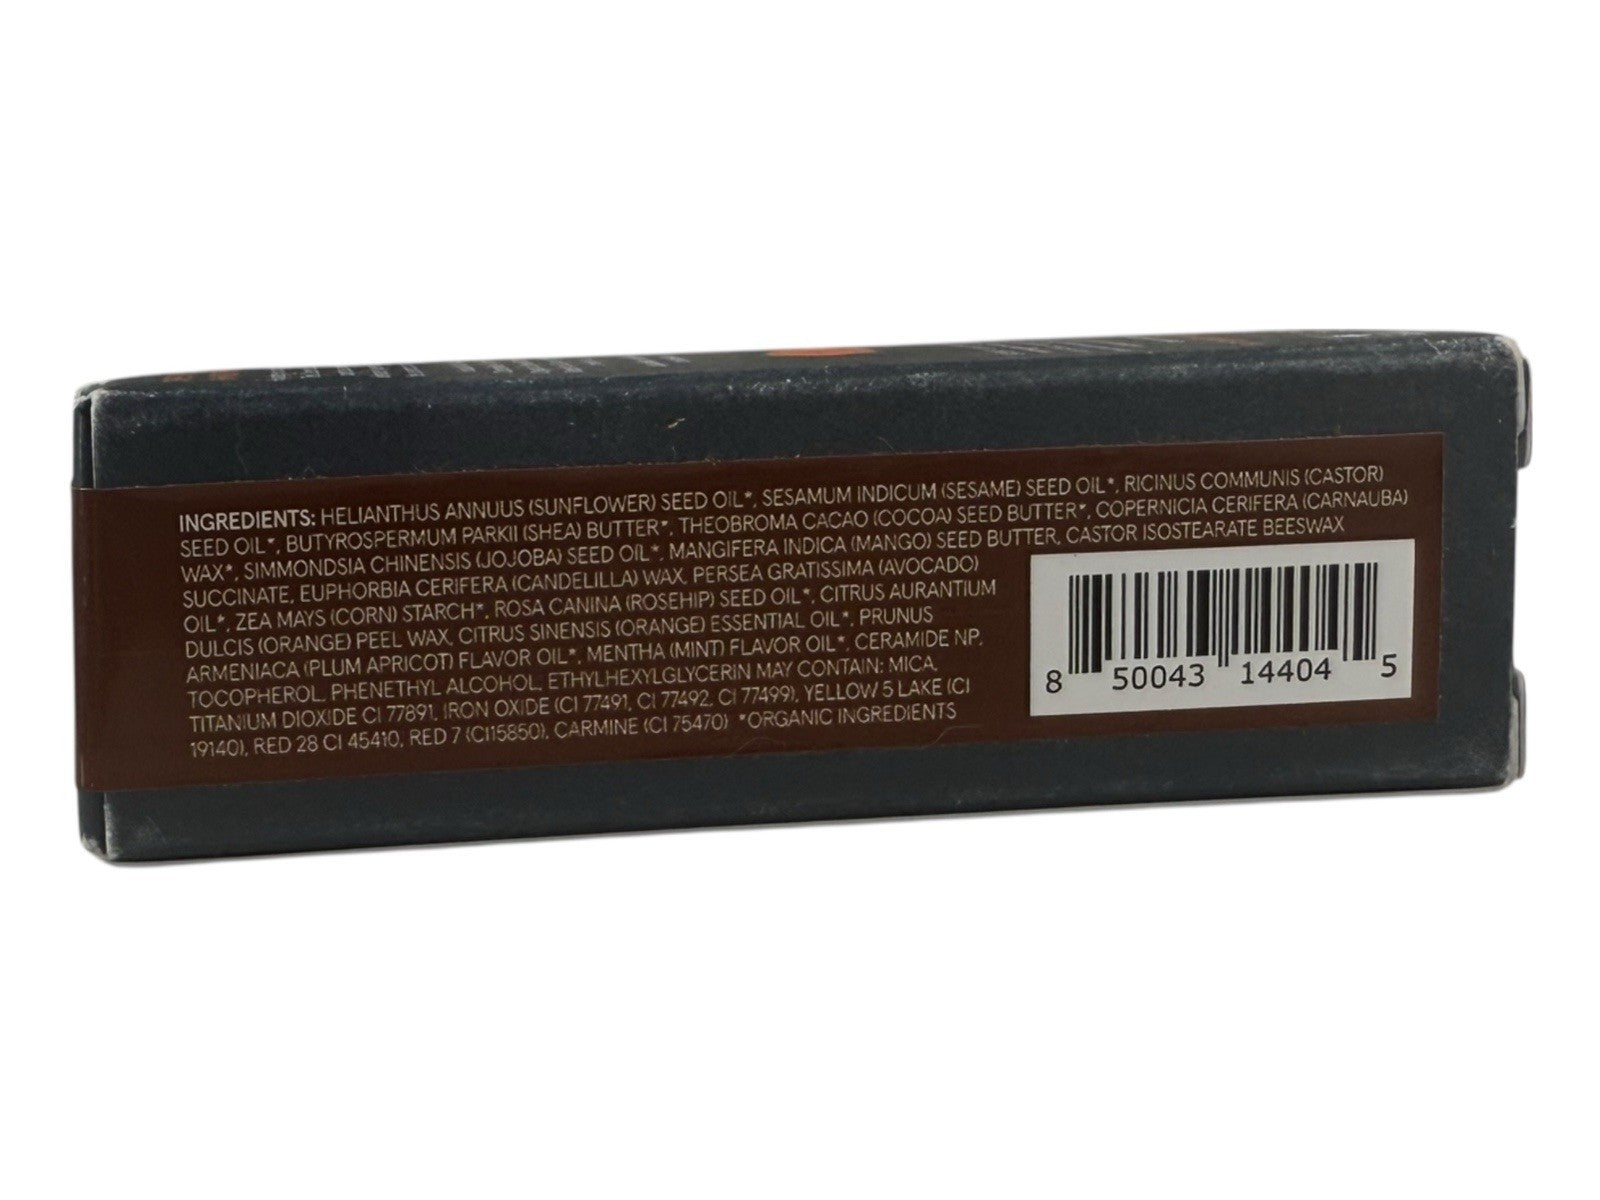 INGREDIENTS: HELIANTHUS ANNUUS (SUNFLOWER) SEED OIL*, SESAMUM INDICUM (SESAME) SEED OIL*, RICINUS COMMUNIS (CASTOR)
SEED OIL*, BUTYROSPERMUM PARKII (SHEA) BUTTER*, THEOBROMA CACAO (COCOA) SEED BUTTER*, COPERNICIA CERIFERA (CARNAUBA)
WAX*, SIMMONDSIA CHINENSIS (JOJOBA) SEED OIL*, MANGIFERA INDICA (MANGO) SEED BUTTER, CASTOR ISOSTEARATE BEESWAX
SUCCINATE, EUPHORBIA CERIFERA (CANDELILLA) WAX, PERSEA GRATISSIMA (AVOCADO)
OIL*, ZEA MAYS (CORN) STARCH*, ROSA CANINA (ROSEHIP) SEED OIL*, CITRUS AURANTIUM
DULCIS (ORANGE) PEEL WAX, CITRUS SINENSIS (ORANGE) ESSENTIAL OIL*, PRUNUS
ARMENIACA (PLUM APRICOT) FLAVOR OIL*, MENTHA (MINT) FLAVOR OIL*, CERAMIDE NP,
TOCOPHEROL, PHENETHYL ALCOHOL, ETHYLHEXYLGLYCERIN MAY CONTAIN: MICA,
TITANIUM DIOXIDE CI 77891, IRON OXIDE (CI 77491, CI 77492, CI 77499), YELLOW 5 LAKE (CI
19140), RED 28 CI 45410, RED 7 (CI15850), CARMINE (CI 75470) *ORGANIC INGREDIENTS
8 50043 14404 5